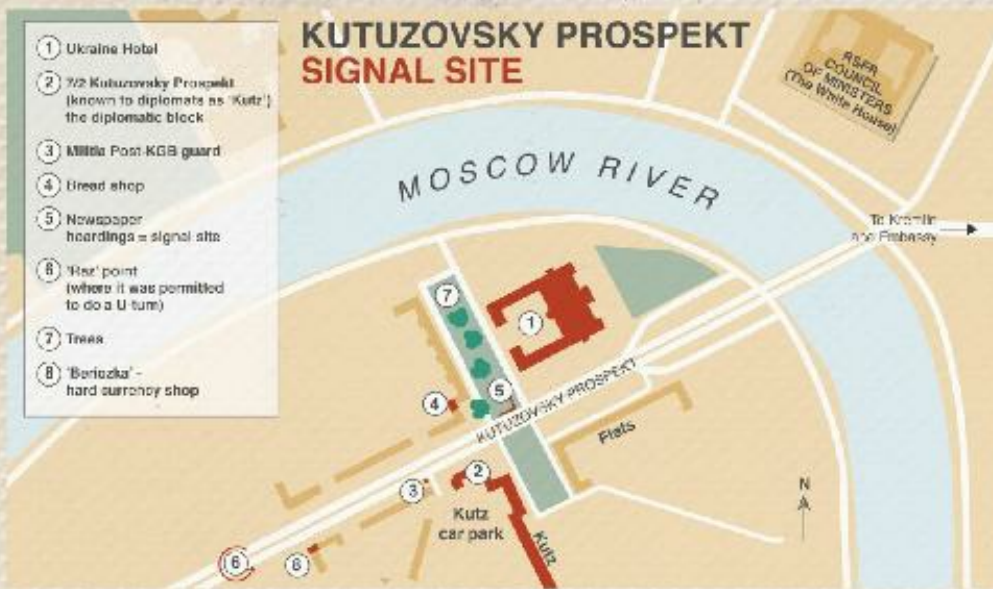 KUTUZOVSKY PROSPEKT
SIGNAL SITE
1 Ukraine Hotel
2 7/2 Kutuzovsky Prospekt
(known to diplomats as 'Kutz')
the diplomatic block
3 Militia Post-KGB guard
4 Bread shop
5 Newspaper
hoardings = signal site
6 'Raz' point
(where it was permitted
to do a U-turn)
7 Trees
8 'Beriozka' –
hard currency shop
RSFR
COUNCIL
OF MINISTERS
(The White House)
MOSCOW RIVER
To Kremlin
and Embassy
7
1
5
4
KUTUZOVSKY PROSPEKT
Flats
2
3
Kutz
car park
Kutz
N
6
8